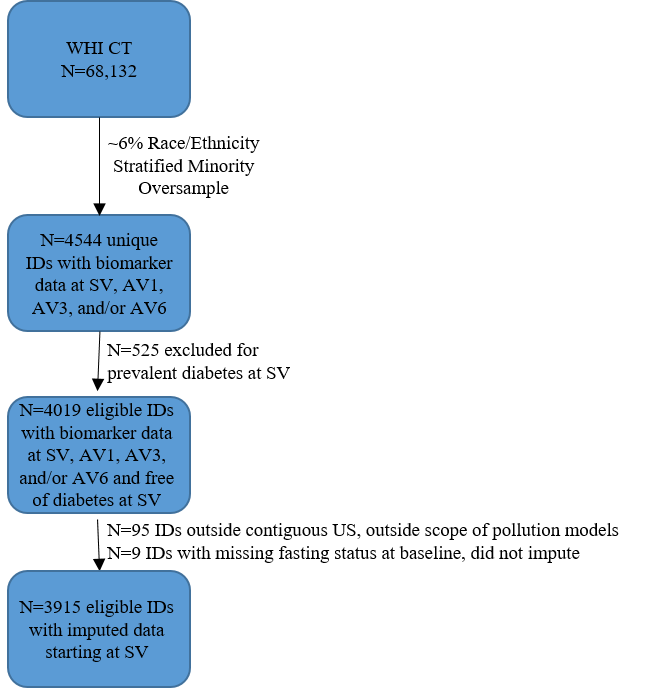 WHI CT
N=68,132
~6% Race/Ethnicity
Stratified Minority
Oversample
N=4544 unique
IDs with biomarker
data at SV, AV1,
AV3, and/or AV6
N=525 excluded for
prevalent diabetes at SV
N=4019 eligible IDs
with biomarker data
at SV, AV1, AV3,
and/or AV6 and free
of diabetes at SV
N=95 IDs outside contiguous US, outside scope of pollution models
N=9 IDs with missing fasting status at baseline, did not impute
N=3915 eligible IDs
with imputed data
starting at SV